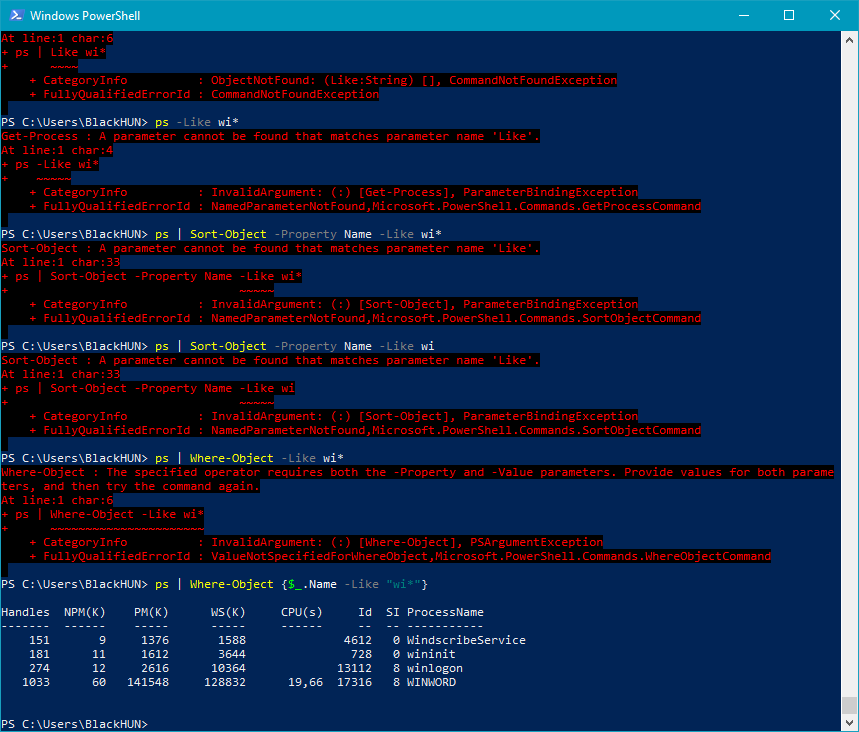 Windows PowerShell
At line:1 char:6
+ ps | Like wi*
+      ~~~~
    + CategoryInfo          : ObjectNotFound: (Like:String) [], CommandNotFoundException
    + FullyQualifiedErrorId : CommandNotFoundException
PS C:\Users\BlackHUN> ps -Like wi*
Get-Process : A parameter cannot be found that matches parameter name 'Like'.
At line:1 char:4
+ ps -Like wi*
+    ~~~~~
    + CategoryInfo          : InvalidArgument: (:) [Get-Process], ParameterBindingException
    + FullyQualifiedErrorId : NamedParameterNotFound,Microsoft.PowerShell.Commands.GetProcessCommand
PS C:\Users\BlackHUN> ps | Sort-Object -Property Name -Like wi*
Sort-Object : A parameter cannot be found that matches parameter name 'Like'.
At line:1 char:33
+ ps | Sort-Object -Property Name -Like wi*
+                                 ~~~~~
    + CategoryInfo          : InvalidArgument: (:) [Sort-Object], ParameterBindingException
    + FullyQualifiedErrorId : NamedParameterNotFound,Microsoft.PowerShell.Commands.SortObjectCommand
PS C:\Users\BlackHUN> ps | Sort-Object -Property Name -Like wi
Sort-Object : A parameter cannot be found that matches parameter name 'Like'.
At line:1 char:33
+ ps | Sort-Object -Property Name -Like wi
+                                 ~~~~~
    + CategoryInfo          : InvalidArgument: (:) [Sort-Object], ParameterBindingException
    + FullyQualifiedErrorId : NamedParameterNotFound,Microsoft.PowerShell.Commands.SortObjectCommand
PS C:\Users\BlackHUN> ps | Where-Object -Like wi*
Where-Object : The specified operator requires both the -Property and -Value parameters. Provide values for both parame
ters, and then try the command again.
At line:1 char:6
+ ps | Where-Object -Like wi*
+      ~~~~~~~~~~~~~~~~~~~~~~
    + CategoryInfo          : InvalidArgument: (:) [Where-Object], PSArgumentException
    + FullyQualifiedErrorId : ValueNotSpecifiedForWhereObject,Microsoft.PowerShell.Commands.WhereObjectCommand
PS C:\Users\BlackHUN> ps | Where-Object {$_.Name -Like "wi*"}
Handles  NPM(K)    PM(K)      WS(K)     CPU(s)     Id  SI ProcessName
-------  ------    -----      -----     ------     --  -- -----------
    151       9     1376       1588              4612   0 WindscribeService
    181      11     1612       3644               728   0 wininit
    274      12     2616      10364             13112   8 winlogon
   1033      60   141548     128832      19,66  17316   8 WINWORD
PS C:\Users\BlackHUN>